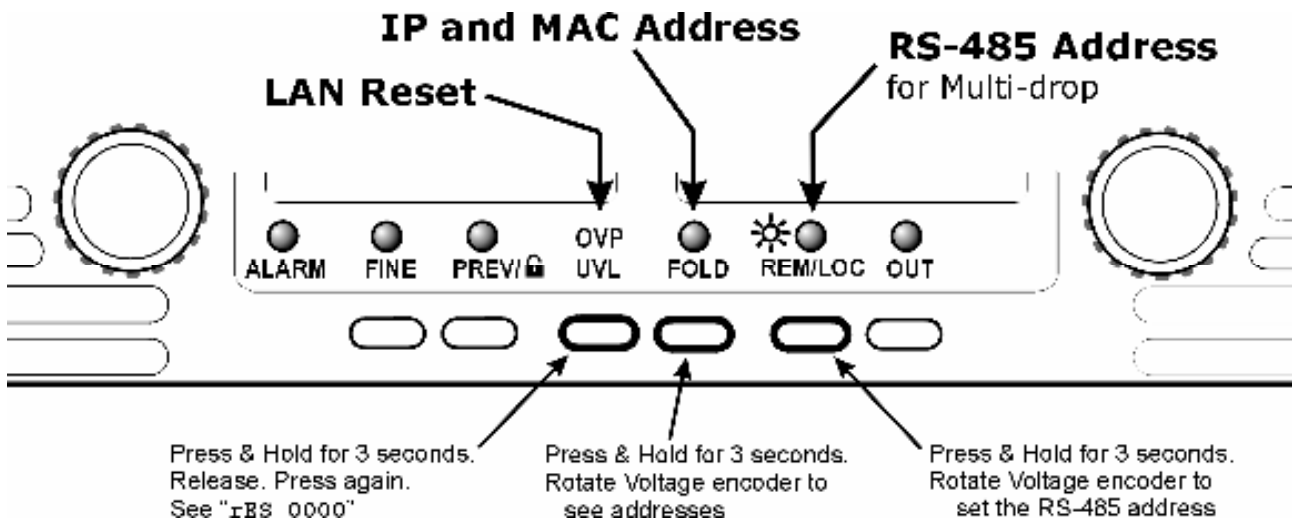 IP and MAC Address
RS-485 Address
for Multi-drop
LAN Reset
ALARM
FINE
PREV/
OVP
UVL
FOLD
REM/LOC
OUT
Press & Hold for 3 seconds.
Release. Press again.
See "rES 0000"
Press & Hold for 3 seconds.
Rotate Voltage encoder to
see addresses
Press & Hold for 3 seconds.
Rotate Voltage encoder to
set the RS-485 address